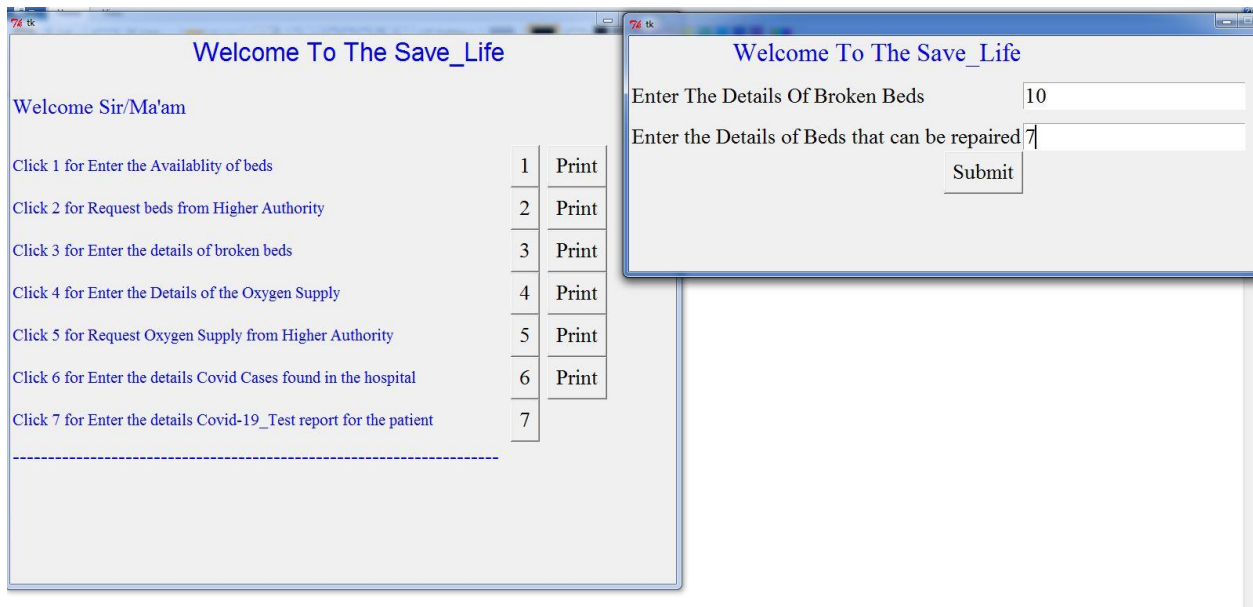 tk
Welcome To The Save_Life
Welcome Sir/Ma'am
Click 1 for Enter the Availablity of beds 1 Print
Click 2 for Request beds from Higher Authority 2 Print
Click 3 for Enter the details of broken beds 3 Print
Click 4 for Enter the Details of the Oxygen Supply 4 Print
Click 5 for Request Oxygen Supply from Higher Authority 5 Print
Click 6 for Enter the details Covid Cases found in the hospital 6 Print
Click 7 for Enter the details Covid-19_Test report for the patient 7
---------------------------------------------------------------------
tk
Welcome To The Save_Life
Enter The Details Of Broken Beds 10
Enter the Details of Beds that can be repaired 7
Submit